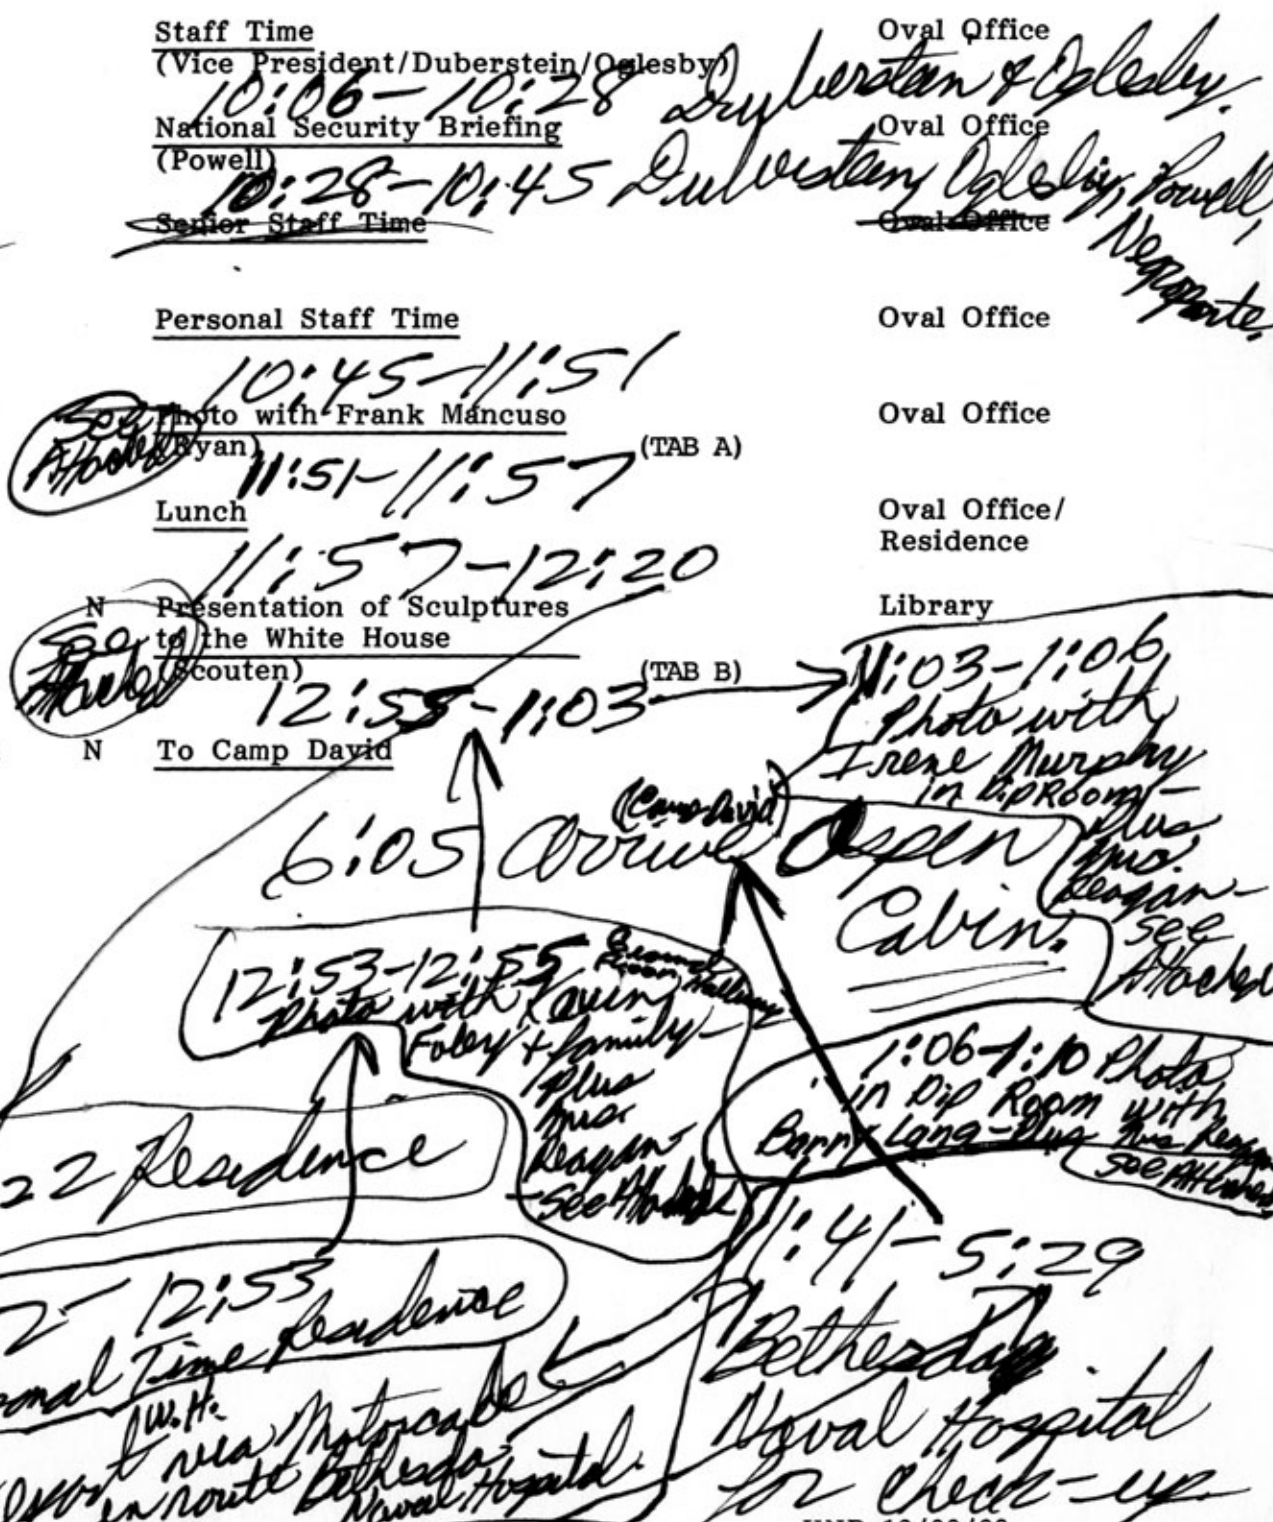 Staff Time Oval Office
(Vice President/Duberstein/Oglesby)
10:06-10:28 Duberstein & Oglesby.
National Security Briefing Oval Office
(Powell)
10:28-10:45 Duberstein, Oglesby, Powell,
Negroponte.
Senior Staff Time Oval Office
Personal Staff Time Oval Office
10:45-11:51
See
Attached
Photo with Frank Mancuso Oval Office
(Ryan) (TAB A)
11:51-11:57
Lunch Oval Office/
Residence
11:57-12:20
N Presentation of Sculptures Library
to the White House
See
Attached
(Scouten) (TAB B)
12:55-1:03
1:03-1:06
Photo with
Irene Murphy
in Dip Room-
plus
Mrs.
Reagan-
see
Attached
N To Camp David
(Camp David)
6:05 arrive Aspen
Cabin.
12:53-12:55 Ground
Floor Hallway
Photo with
Foley + family-
plus
Mrs.
Reagan-
See Attached
1:06-1:10 Photo
in Dip Room with
Barry Lang-Plus Mrs Reagan
see Attached
22 Residence
12:53
Time Residence
1:41-5:29
Bethesda
Naval Hospital
for check-up.
W.H.
via Motorcade
enroute Bethesda
Naval Hospital.